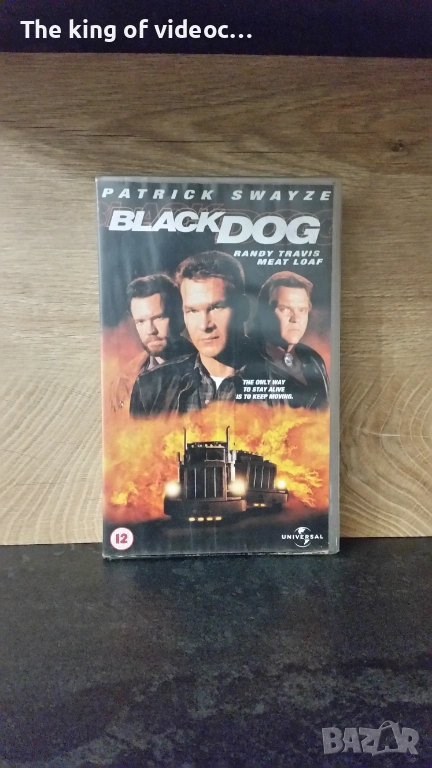 The king of videoc...
PATRICK SWAYZE
BLACK DOG
RANDY TRAVIS
MEAT LOAF
THE ONLY WAY
TO STAY ALIVE
IS TO KEEP MOVING.
12
UNIVERSAL
BAZAR